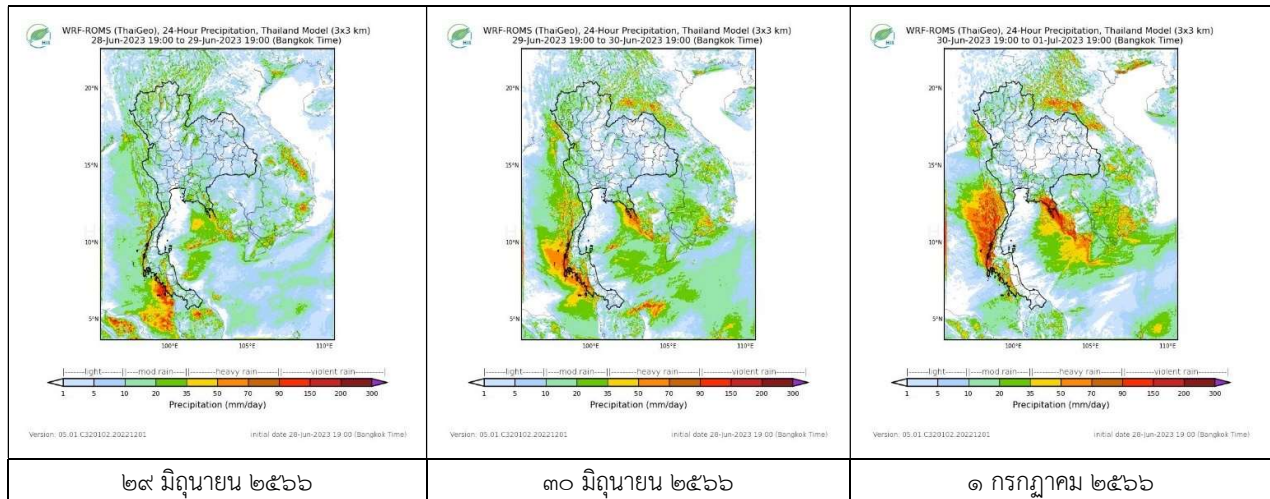 WRF-ROMS (ThaiGeo), 24-Hour Precipitation, Thailand Model (3x3 km)
28-Jun-2023 19:00 to 29-Jun-2023 19:00 (Bangkok Time)
20°N
15°N
10°N
5°N
100°E 105°E 110°E
|--------light--------||----mod rain----||--------heavy rain--------||--------violent rain--------|
1 5 10 20 35 50 70 90 150 200 300
Precipitation (mm/day)
Version: 05.01.C320102.20221201 initial date 28-Jun-2023 19:00 (Bangkok Time)
๒๙ มิถุนายน ๒๕๖๖
WRF-ROMS (ThaiGeo), 24-Hour Precipitation, Thailand Model (3x3 km)
29-Jun-2023 19:00 to 30-Jun-2023 19:00 (Bangkok Time)
20°N
15°N
10°N
5°N
100°E 105°E 110°E
|--------light--------||----mod rain----||--------heavy rain--------||--------violent rain--------|
1 5 10 20 35 50 70 90 150 200 300
Precipitation (mm/day)
Version: 05.01.C320102.20221201 initial date 28-Jun-2023 19:00 (Bangkok Time)
๓๐ มิถุนายน ๒๕๖๖
WRF-ROMS (ThaiGeo), 24-Hour Precipitation, Thailand Model (3x3 km)
30-Jun-2023 19:00 to 01-Jul-2023 19:00 (Bangkok Time)
20°N
15°N
10°N
5°N
100°E 105°E 110°E
|--------light--------||----mod rain----||--------heavy rain--------||--------violent rain--------|
1 5 10 20 35 50 70 90 150 200 300
Precipitation (mm/day)
Version: 05.01.C320102.20221201 initial date 28-Jun-2023 19:00 (Bangkok Time)
๑ กรกฏาคม ๒๕๖๖